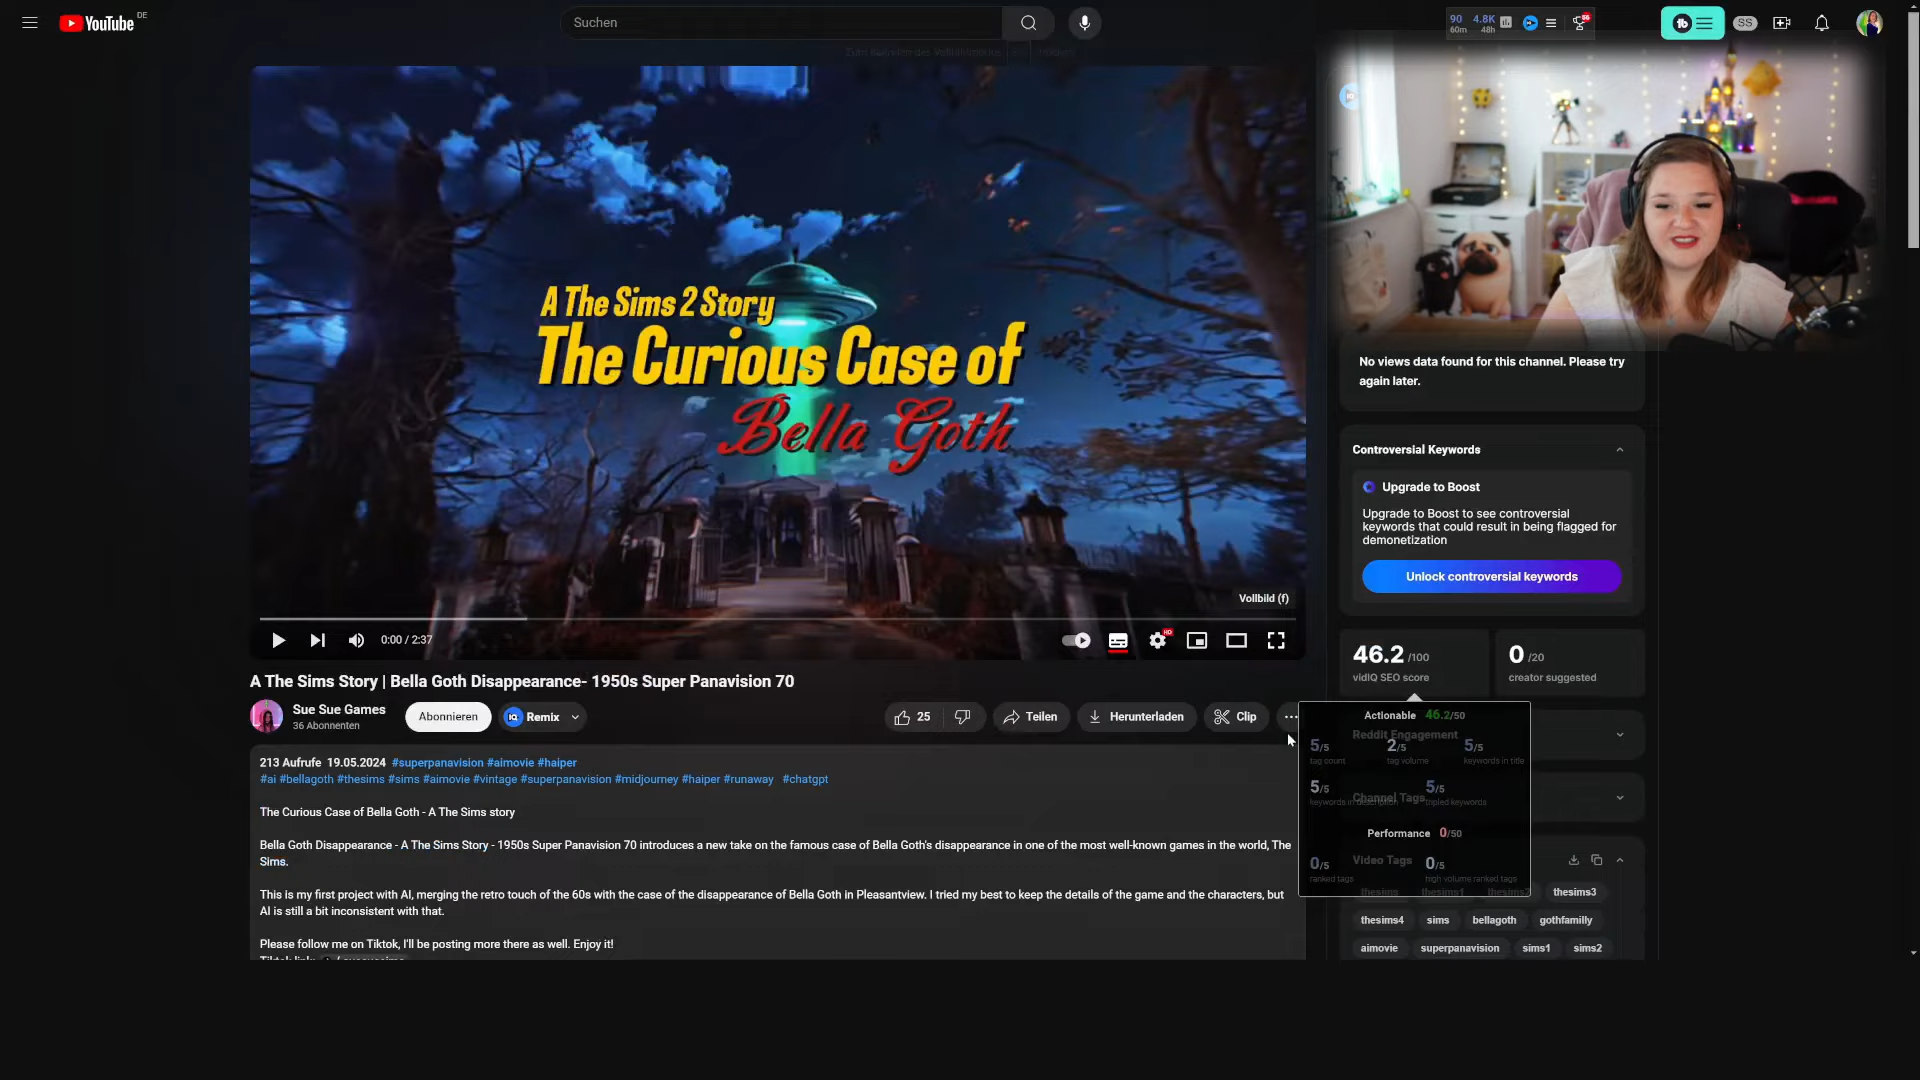 YouTube DE
Suchen
90
60m
4.8K
48h
56
SS
A The Sims 2 Story
The Curious Case of
Bella Goth
Vollbild (f)
0:00 / 2:37
HD
A The Sims Story | Bella Goth Disappearance- 1950s Super Panavision 70
Sue Sue Games
36 Abonnenten
Abonnieren
Remix
25
Teilen
Herunterladen
Clip
213 Aufrufe 19.05.2024 #superpanavision #aimovie #haiper
#ai #bellagoth #thesims #sims #aimovie #vintage #superpanavision #midjourney #haiper #runaway #chatgpt
The Curious Case of Bella Goth - A The Sims story
Bella Goth Disappearance - A The Sims Story - 1950s Super Panavision 70 introduces a new take on the famous case of Bella Goth's disappearance in one of the most well-known games in the world, The
Sims.
This is my first project with AI, merging the retro touch of the 60s with the case of the disappearance of Bella Goth in Pleasantview. I tried my best to keep the details of the game and the characters, but
AI is still a bit inconsistent with that.
Please follow me on Tiktok, I'll be posting more there as well. Enjoy it!
No views data found for this channel. Please try
again later.
Controversial Keywords
Upgrade to Boost
Upgrade to Boost to see controversial
keywords that could result in being flagged for
demonetization
Unlock controversial keywords
46.2 /100
vidIQ SEO score
0 /20
creator suggested
Actionable 46.2/50
Reddit Engagement
5/5
tag count
2/5
tag volume
5/5
keywords in title
5/5
keywords in description
5/5
tripled keywords
Channel Tags
Performance 0/50
0/5
ranked tags
0/5
high volume ranked tags
Video Tags
thesims thesims1 thesims2 thesims3
thesims4 sims bellagoth gothfamilly
aimovie superpanavision sims1 sims2